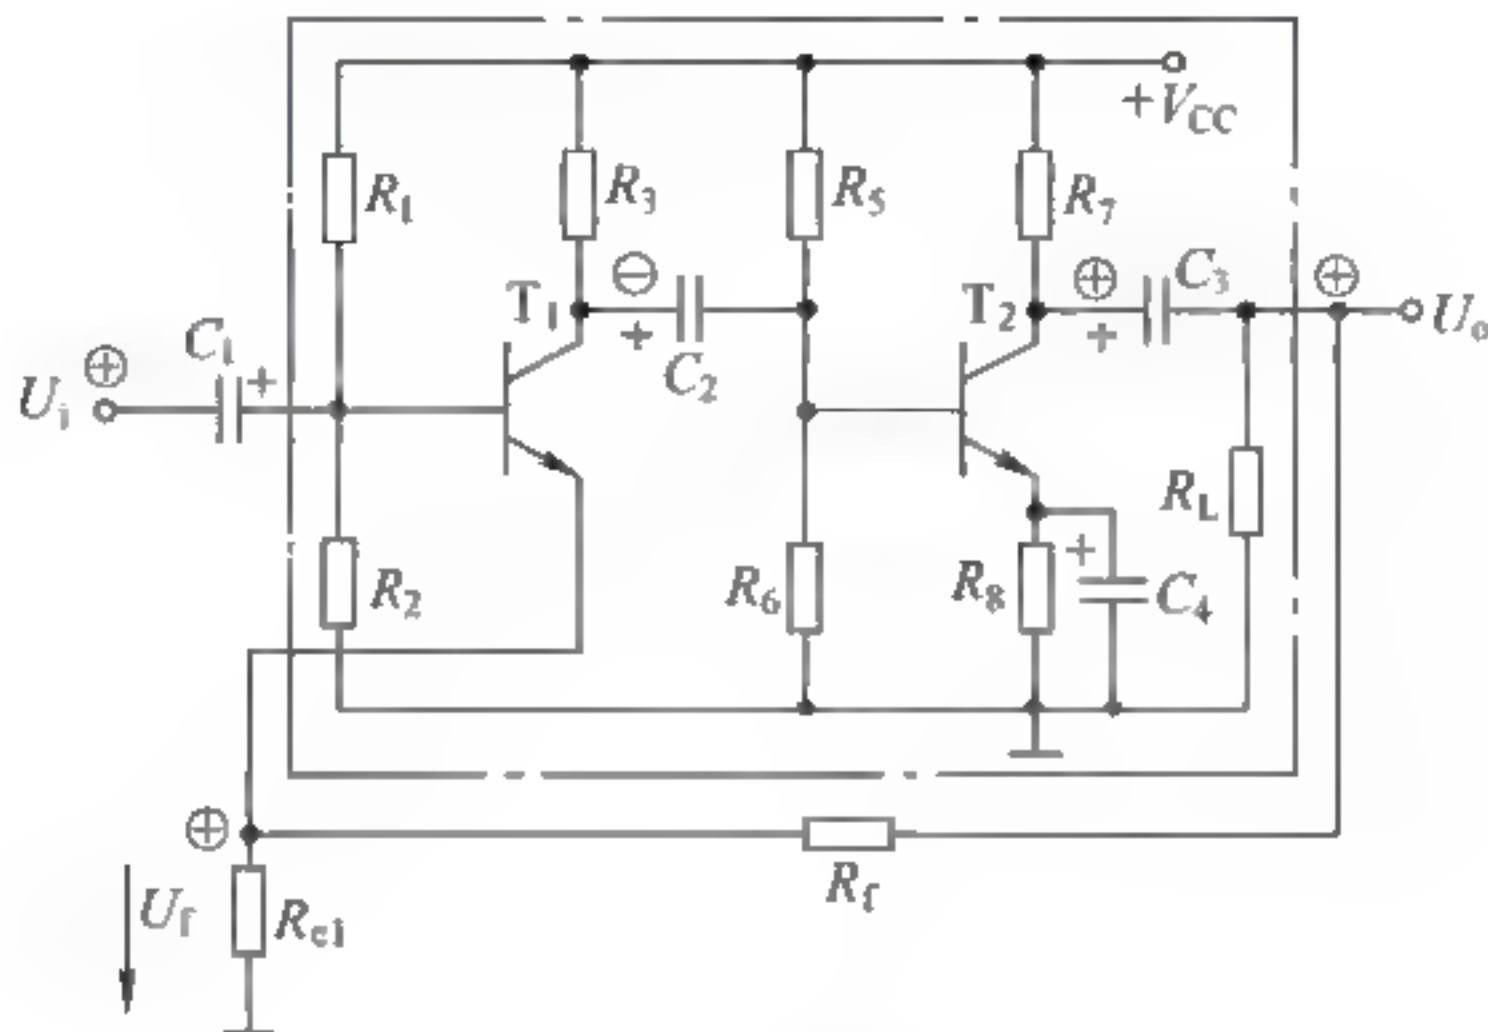 +V_CC
R_1
R_3
R_5
R_7
⊖
⊕
C_3
⊕
T_1
T_2
U_o
C_1
⊕
+
+
C_2
+
U_i
R_L
R_2
R_6
R_8
+
C_4
⊕
R_f
U_f
R_e1